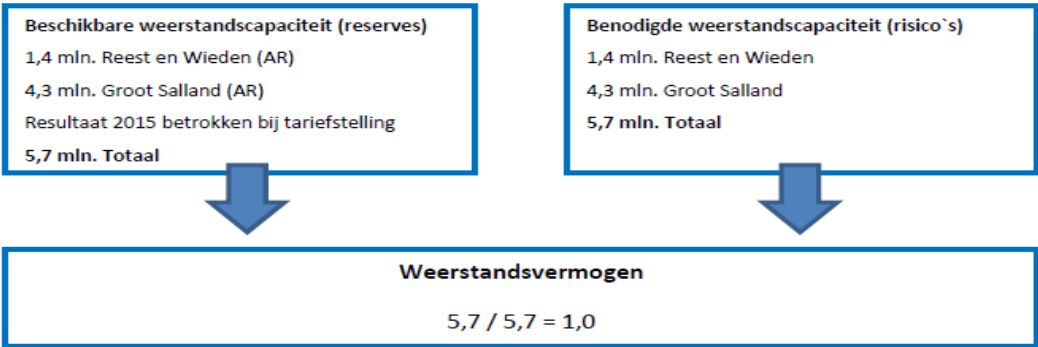 Beschikbare weerstandscapaciteit (reserves)
1,4 mln. Reest en Wieden (AR)
4,3 mln. Groot Salland (AR)
Resultaat 2015 betrokken bij tariefstelling
5,7 mln. Totaal
Benodigde weerstandscapaciteit (risico`s)
1,4 mln. Reest en Wieden
4,3 mln. Groot Salland
5,7 mln. Totaal
Weerstandsvermogen
5,7 / 5,7 = 1,0